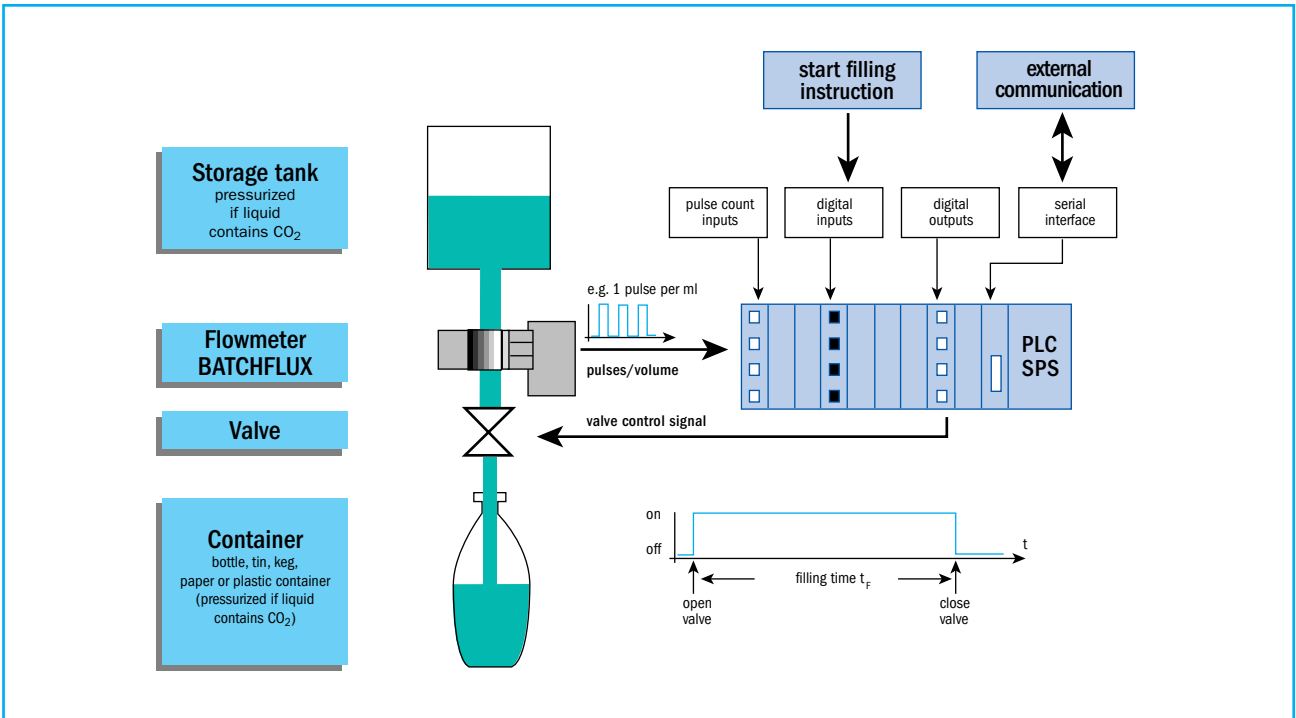 start filling
instruction
external
communication
Storage tank
pressurized
if liquid
contains CO₂
pulse count
inputs
digital
inputs
digital
outputs
serial
interface
e.g. 1 pulse per ml
Flowmeter
BATCHFLUX
PLC
SPS
pulses/volume
Valve
valve control signal
Container
bottle, tin, keg,
paper or plastic container
(pressurized if liquid
contains CO₂)
on
off
t
filling time t_F
open
valve
close
valve